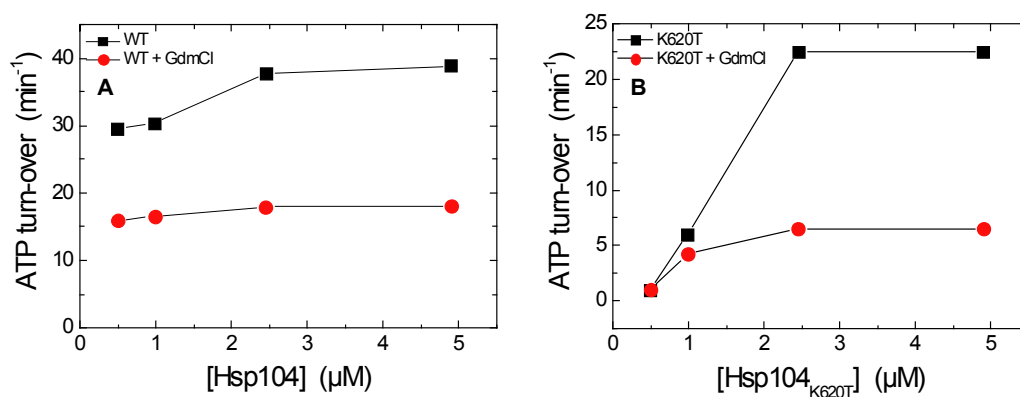 WT
WT + GdmCl
A
ATP turn-over (min⁻¹)
40
30
20
10
0
0 1 2 3 4 5
[Hsp104] (µM)
K620T
K620T + GdmCl
B
ATP turn-over (min⁻¹)
25
20
15
10
5
0
0 1 2 3 4 5
[Hsp104K620T] (µM)